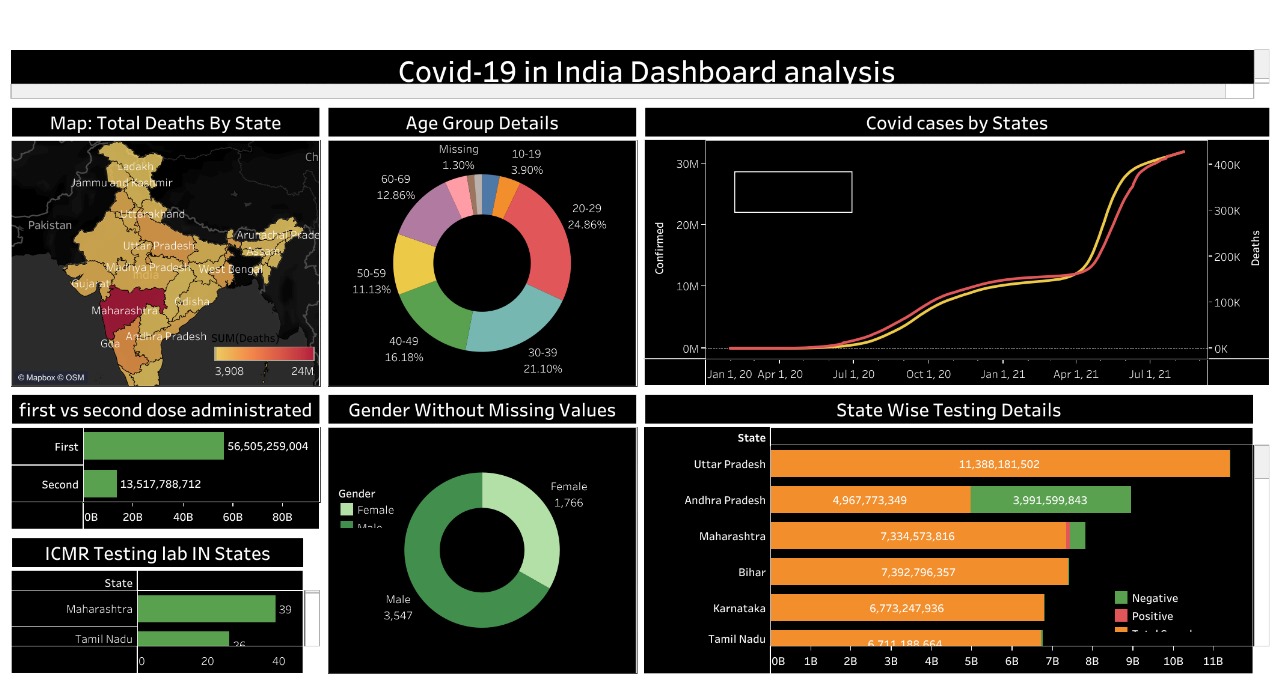 Covid-19 in India Dashboard analysis
Map: Total Deaths By State
Ch
Ladakh
Jammu and Kashmir
Uttarakhand
Pakistan
Arunachal Prade
Uttar Pradesh
Assam
Madhya Pradesh
West Bengal
India
Gujarat
Odisha
Maharashtra
Andhra Pradesh
Goa
SUM(Deaths)
3,908 24M
© Mapbox © OSM
Age Group Details
Missing
1.30%
10-19
3.90%
60-69
12.86%
20-29
24.86%
50-59
11.13%
40-49
16.18%
30-39
21.10%
Covid cases by States
Confirmed
30M
20M
10M
0M
400K
300K
200K
100K
0K
Deaths
Jan 1, 20 Apr 1, 20 Jul 1, 20 Oct 1, 20 Jan 1, 21 Apr 1, 21 Jul 1, 21
first vs second dose administrated
First 56,505,259,004
Second 13,517,788,712
0B 20B 40B 60B 80B
ICMR Testing lab IN States
State
Maharashtra 39
Tamil Nadu 26
0 20 40
Gender Without Missing Values
Gender
Female
Male
Female
1,766
Male
3,547
State Wise Testing Details
State
Uttar Pradesh 11,388,181,502
Andhra Pradesh 4,967,773,349 3,991,599,843
Maharashtra 7,334,573,816
Bihar 7,392,796,357
Karnataka 6,773,247,936
Tamil Nadu 6,711,188,664
Negative
Positive
0B 1B 2B 3B 4B 5B 6B 7B 8B 9B 10B 11B